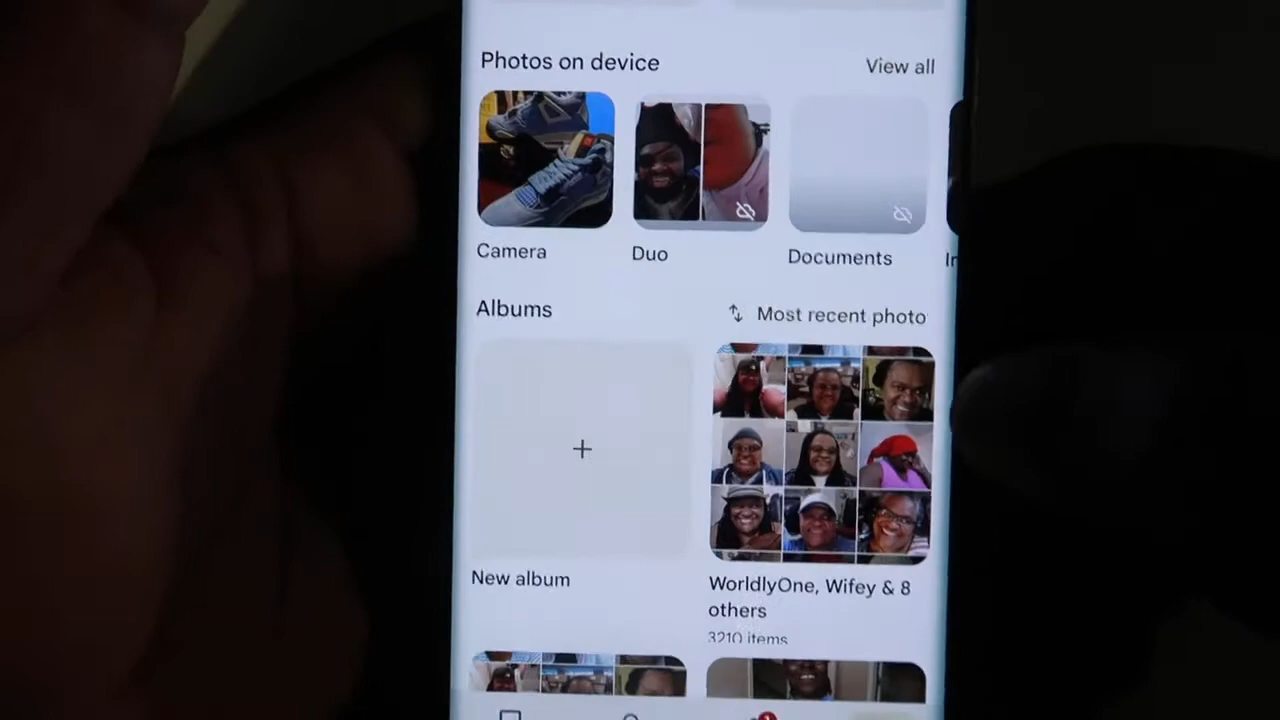 Photos on device
View all
Camera
Duo
Documents
Albums
Most recent photo
New album
WorldlyOne, Wifey & 8
others
3210 items